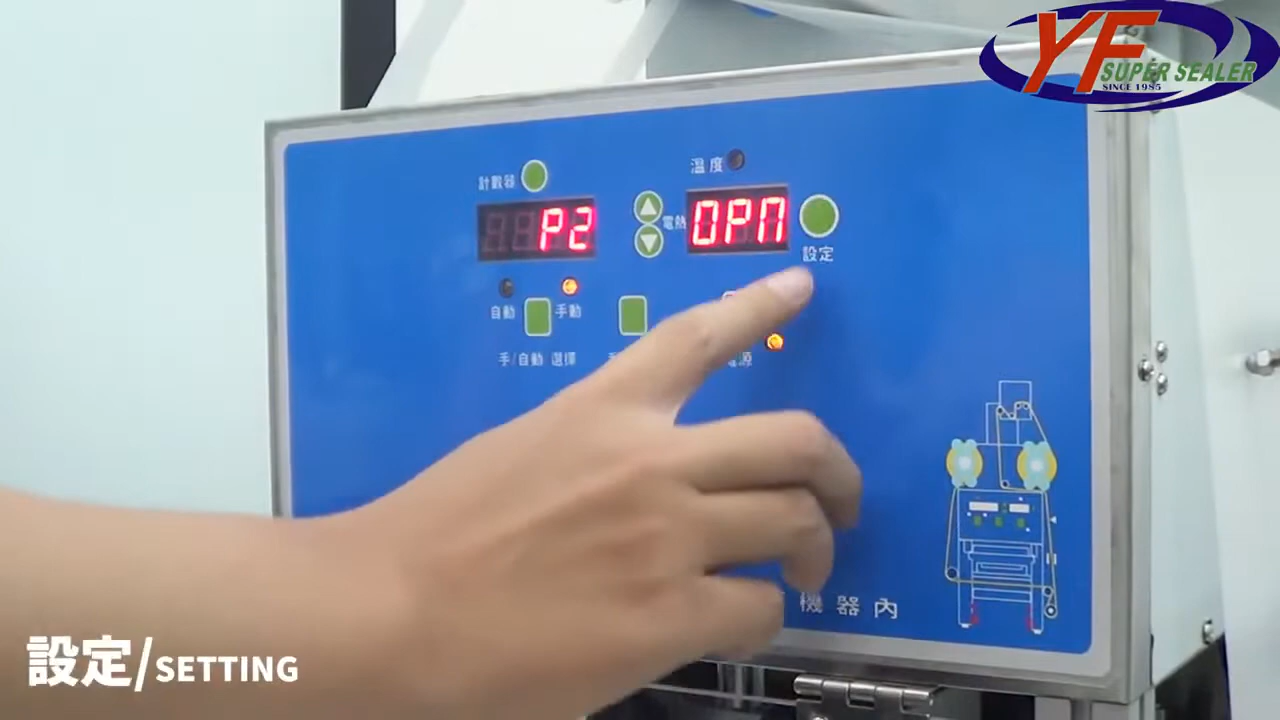 YF
SUPER SEALER
SINCE 1985
溫度
計數器
P2
電熱
OPN
設定
自動
手動
手/自動 選擇
電源
機器內
設定/SETTING